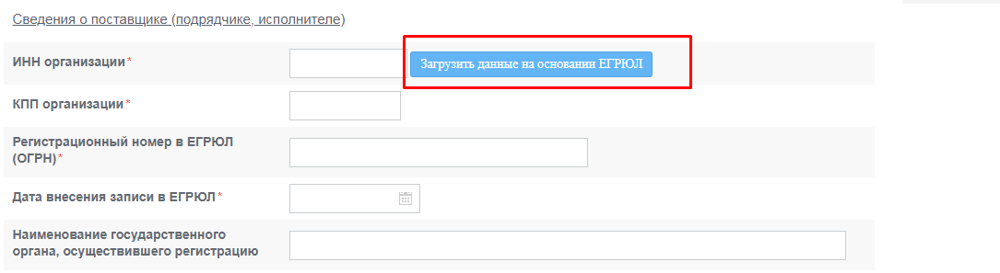 Сведения о поставщике (подрядчике, исполнителе)
ИНН организации*
Загрузить данные на основании ЕГРЮЛ
КПП организации*
Регистрационный номер в ЕГРЮЛ
(ОГРН)*
Дата внесения записи в ЕГРЮЛ*
Наименование государственного
органа, осуществившего регистрацию